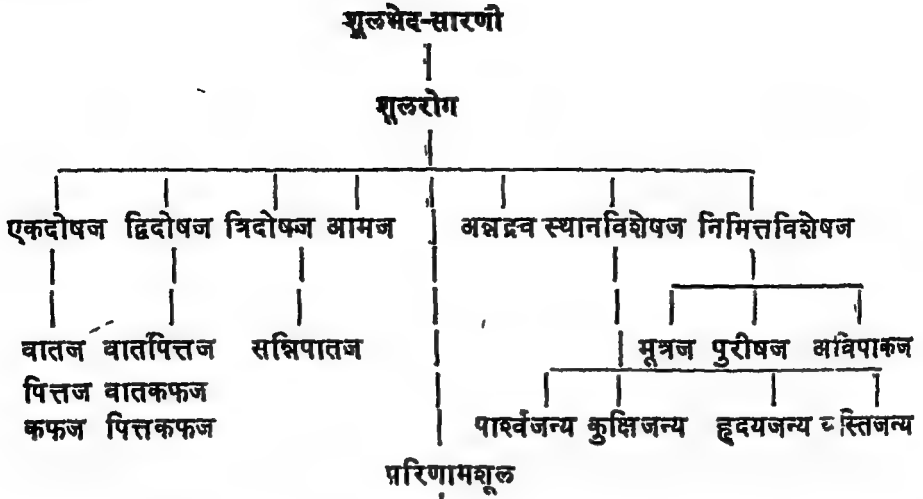 शूलभेद-सारणी
शूलरोग
एकदोषज द्विदोषज त्रिदोषज आमज अन्नद्रव स्थानविशेषज निमित्तविशेषज
वातज वातपित्तज सन्निपातज मूत्रज पुरीषज अविपाकज
पित्तज वातकफज
कफज पित्तकफज पार्श्वजन्य कुक्षिजन्य हृदयजन्य वस्तिजन्य
परिणामशूल